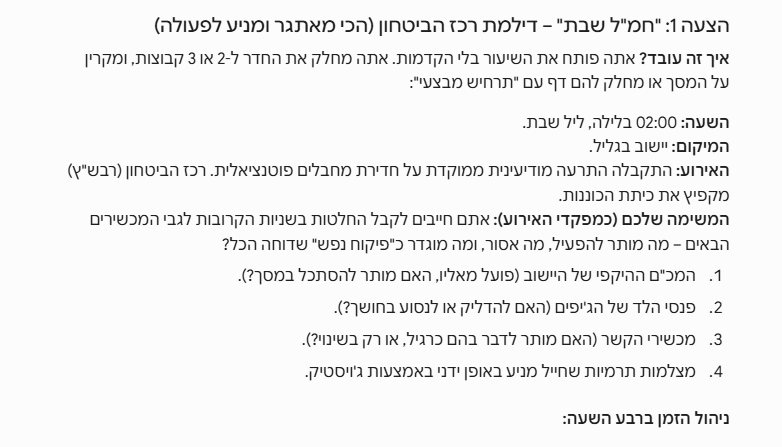 הצעה 1: "חמ"ל שבת" – דילמת רכז הביטחון (הכי מאתגר ומניע לפעולה)
איך זה עובד? אתה פותח את השיעור בלי הקדמות. אתה מחלק את החדר ל-2 או 3 קבוצות, ומקרין
על המסך או מחלק להם דף עם "תרחיש מבצעי":
השעה: 02:00 בלילה, ליל שבת.
המיקום: יישוב בגליל.
האירוע: התקבלה התרעה מודיעינית ממוקדת על חדירת מחבלים פוטנציאלית. רכז הביטחון (רבש"ץ)
מקפיץ את כיתת הכוננות.
המשימה שלכם (כמפקדי האירוע): אתם חייבים לקבל החלטות בשניות הקרובות לגבי המכשירים
הבאים – מה מותר להפעיל, מה אסור, ומה מוגדר כ"פיקוח נפש" שדוחה הכל?
1. המכ"ם ההיקפי של היישוב (פועל מאליו, האם מותר להסתכל במסך?).
2. פנסי הלד של הג'יפים (האם להדליק או לנסוע בחושך?).
3. מכשירי הקשר (האם מותר לדבר בהם כרגיל, או רק בשינוי?).
4. מצלמות תרמיות שחייל מניע באופן ידני באמצעות ג'ויסטיק.
ניהול הזמן ברבע השעה: